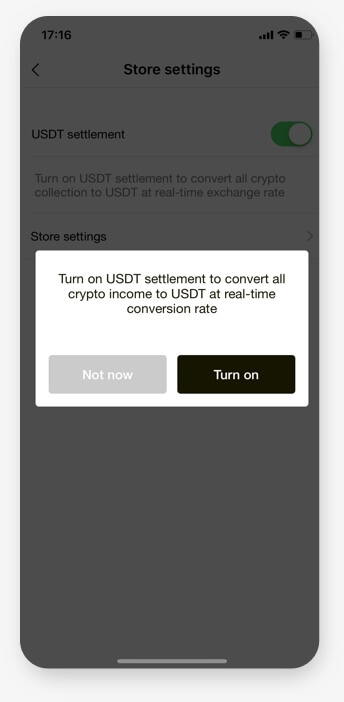 17:16
Store settings
USDT settlement
Turn on USDT settlement to convert all crypto
collection to USDT at real-time exchange rate
Store settings
Turn on USDT settlement to convert all
crypto income to USDT at real-time
conversion rate
Not now
Turn on